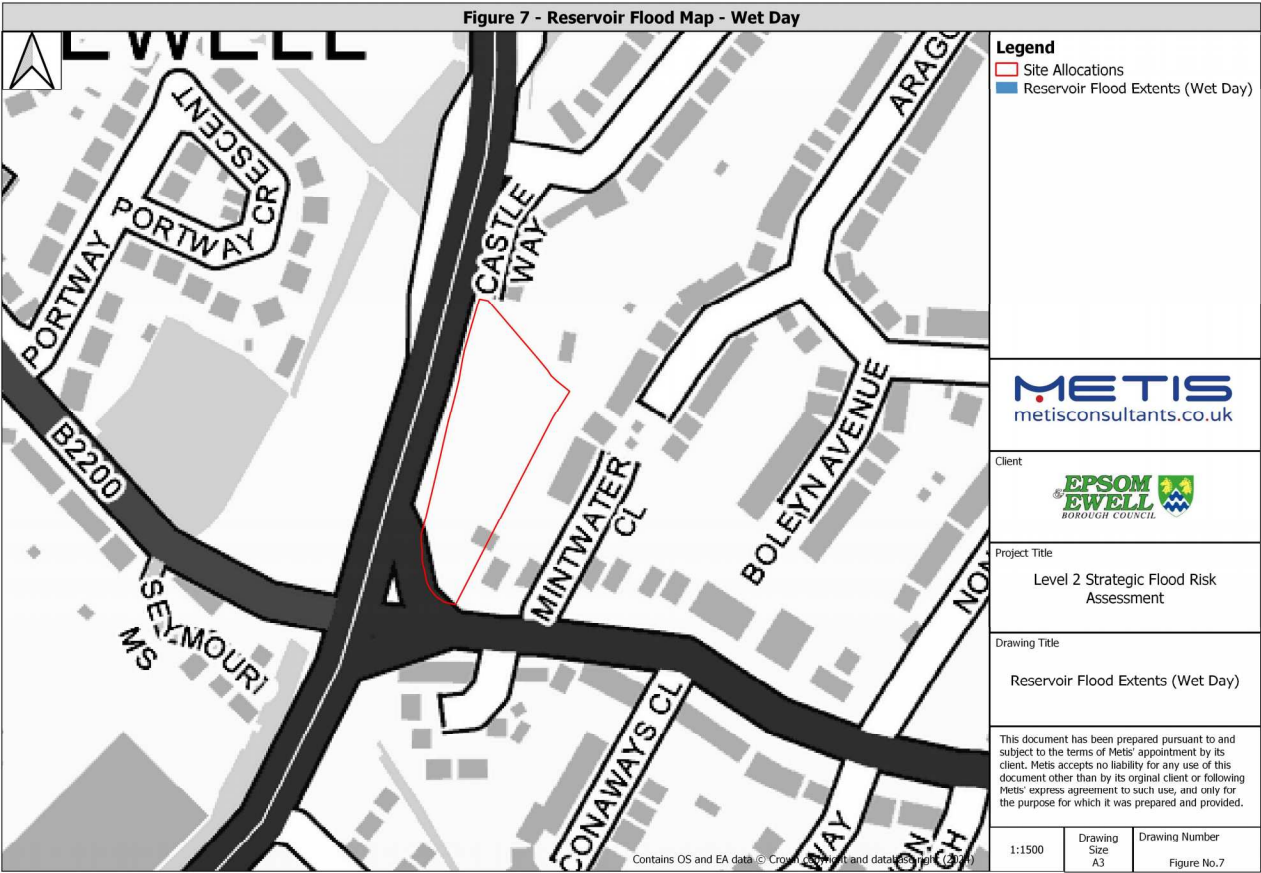 Figure 7 - Reservoir Flood Map - Wet Day
EWELL
PORTWAY CRESCENT
PORTWAY
CASTLE
WAY
B2200
SEYMOUR
MS
MINTWATER
CL
BOLEYN AVENUE
CONAWAYS CL
WAY
Contains OS and EA data © Crown copyright and database right (2024)
Legend
Site Allocations
Reservoir Flood Extents (Wet Day)
METIS
metisconsultants.co.uk
Client
EPSOM
& EWELL
BOROUGH COUNCIL
Project Title
Level 2 Strategic Flood Risk
Assessment
Drawing Title
Reservoir Flood Extents (Wet Day)
This document has been prepared pursuant to and
subject to the terms of Metis' appointment by its
client. Metis accepts no liability for any use of this
document other than by its orginal client or following
Metis' express agreement to such use, and only for
the purpose for which it was prepared and provided.
1:1500
Drawing
Size
A3
Drawing Number
Figure No.7